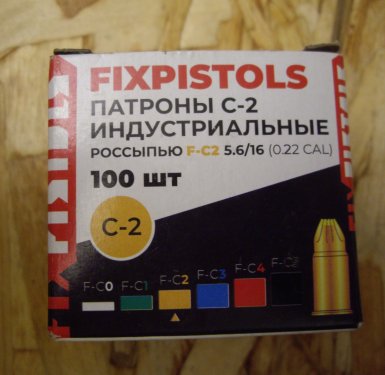 FIXPISTOLS
ПАТРОНЫ С-2
ИНДУСТРИАЛЬНЫЕ
РОССЫПЬЮ F-C2 5.6/16 (0.22 CAL)
100 шт
С-2
F-C0 F-C1 F-C2 F-C3 F-C4